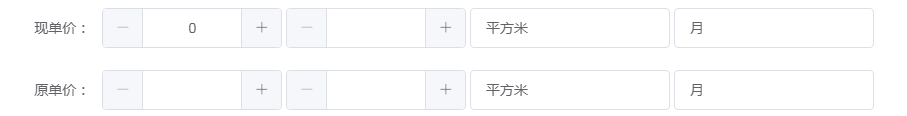 现单价： － 0 ＋ － ＋ 平方米 月
原单价： － ＋ － ＋ 平方米 月